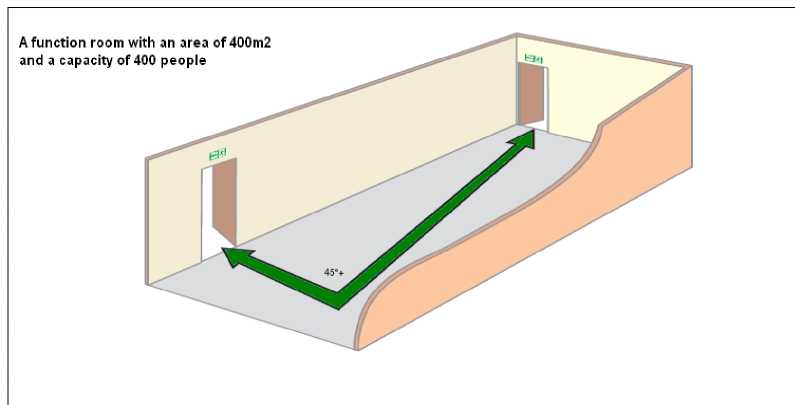 A function room with an area of 400m2
and a capacity of 400 people
45°+